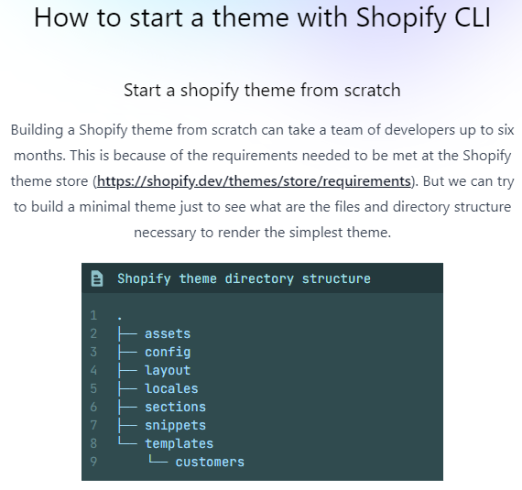 How to start a theme with Shopify CLI
Start a shopify theme from scratch
Building a Shopify theme from scratch can take a team of developers up to six
months. This is because of the requirements needed to be met at the Shopify
theme store (https://shopify.dev/themes/store/requirements). But we can try
to build a minimal theme just to see what are the files and directory structure
necessary to render the simplest theme.
Shopify theme directory structure
1 .
2 ├── assets
3 ├── config
4 ├── layout
5 ├── locales
6 ├── sections
7 ├── snippets
8 └── templates
9     └── customers